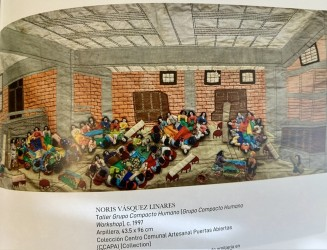 NORIS VÁSQUEZ LINARES
Taller Grupo Compacto Humano [Grupo Compacto Humano
Workshop], c. 1997
Arpillera, 43.5 x 96 cm
Colección Centro Comunal Artesanal Puertas Abiertas
(CCAPA) [Collection]